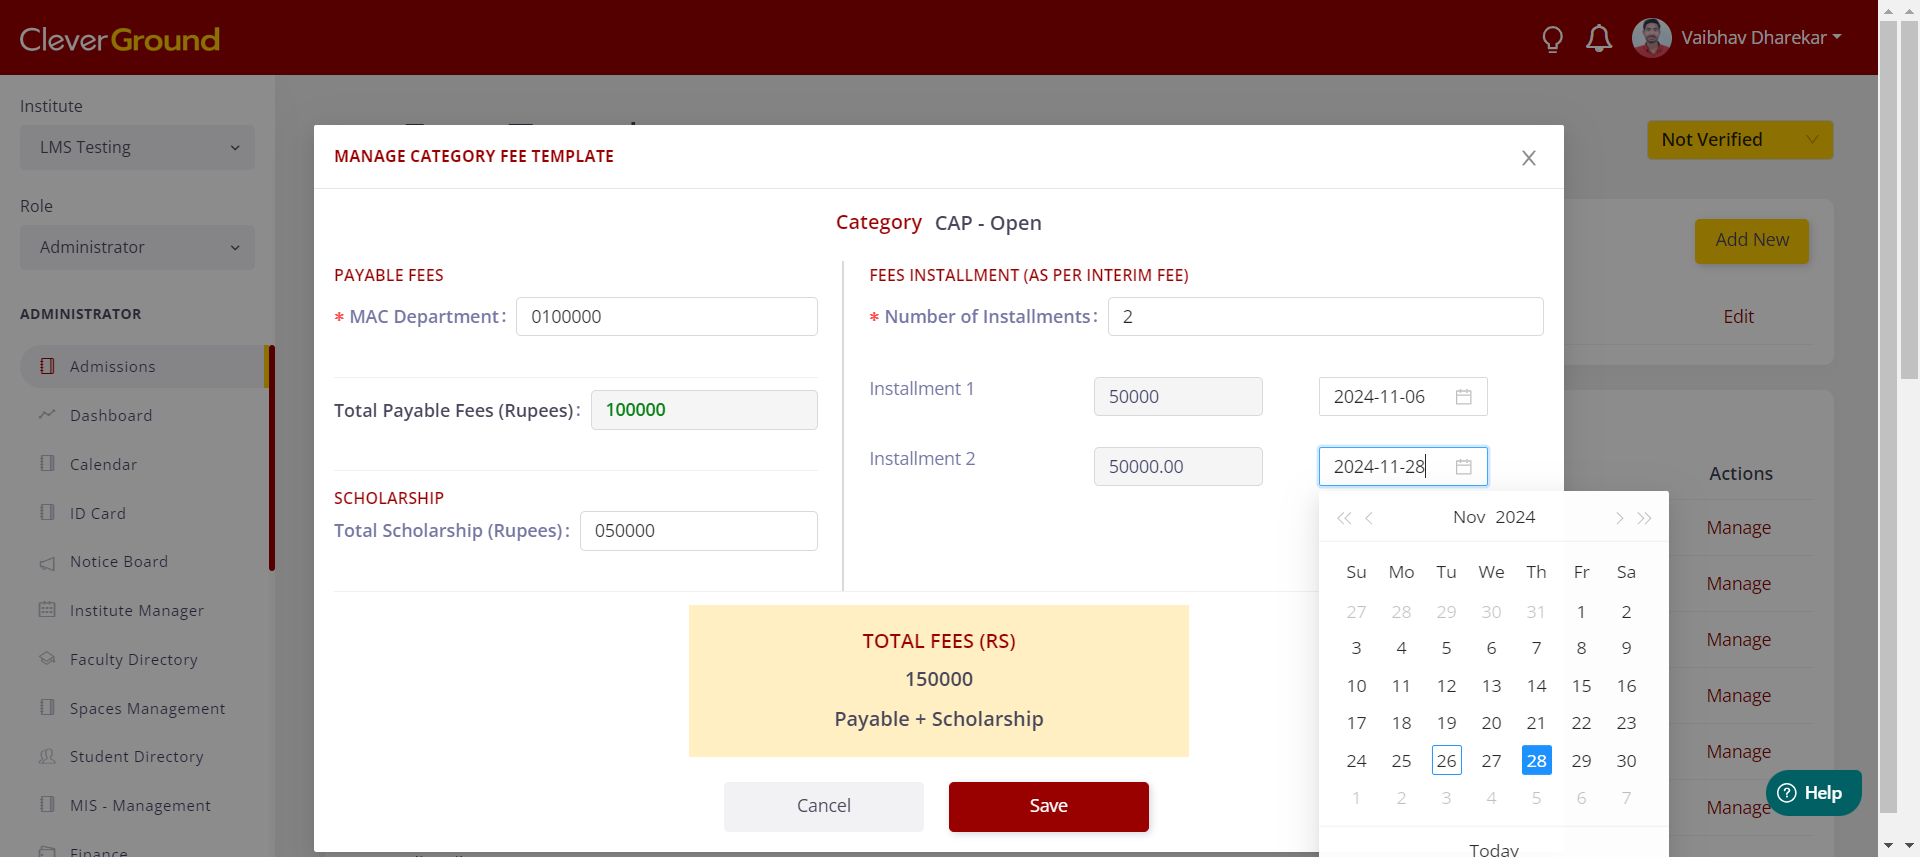 CleverGround
Vaibhav Dharekar
Institute
LMS Testing
Role
Administrator
ADMINISTRATOR
Admissions
Dashboard
Calendar
ID Card
Notice Board
Institute Manager
Faculty Directory
Spaces Management
Student Directory
MIS - Management
Finance
Not Verified
Add New
Edit
Actions
Manage
Manage
Manage
Manage
Manage
Manage
MANAGE CATEGORY FEE TEMPLATE
Category CAP - Open
PAYABLE FEES
* MAC Department: 0100000
Total Payable Fees (Rupees): 100000
SCHOLARSHIP
Total Scholarship (Rupees): 050000
FEES INSTALLMENT (AS PER INTERIM FEE)
* Number of Installments: 2
Installment 1 50000 2024-11-06
Installment 2 50000.00 2024-11-28
Nov 2024
Su Mo Tu We Th Fr Sa
27 28 29 30 31 1 2
3 4 5 6 7 8 9
10 11 12 13 14 15 16
17 18 19 20 21 22 23
24 25 26 27 28 29 30
1 2 3 4 5 6 7
Today
TOTAL FEES (RS)
150000
Payable + Scholarship
Cancel
Save
Help